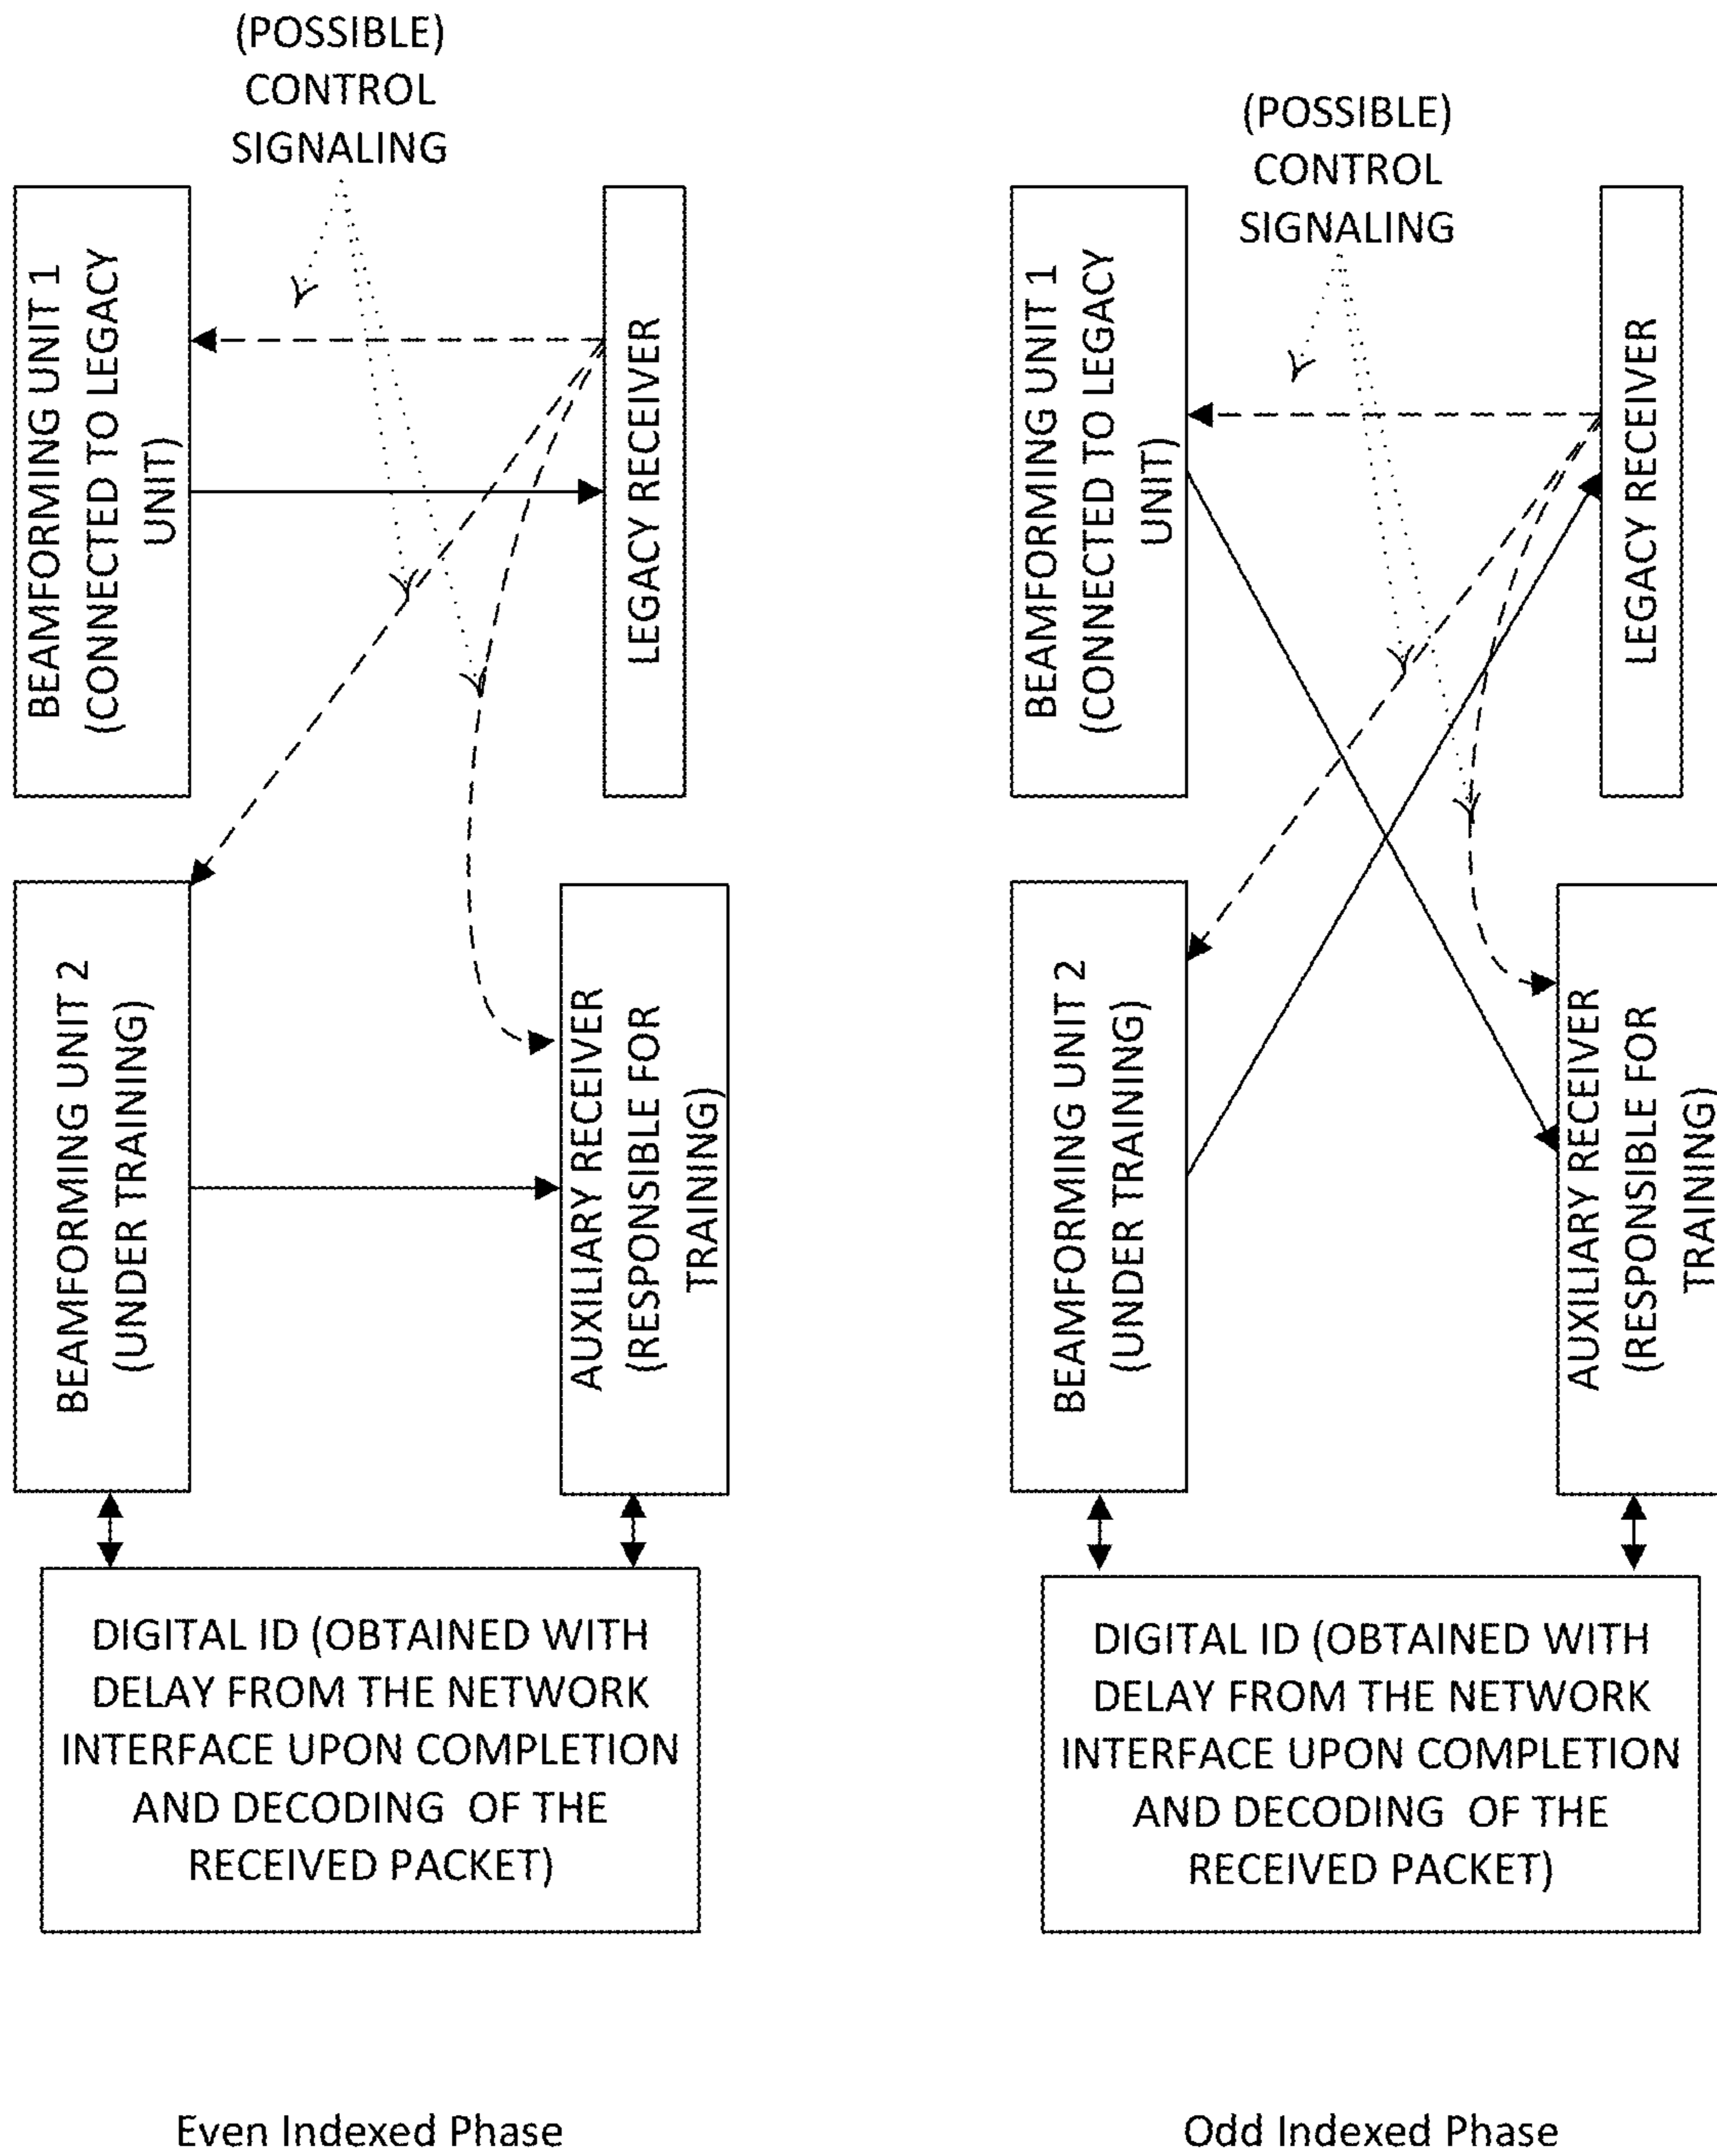 (POSSIBLE)
CONTROL
SIGNALING
BEAMFORMING UNIT 1
(CONNECTED TO LEGACY
UNIT)
LEGACY RECEIVER
BEAMFORMING UNIT 2
(UNDER TRAINING)
AUXILIARY RECEIVER
(RESPONSIBLE FOR
TRAINING)
DIGITAL ID (OBTAINED WITH
DELAY FROM THE NETWORK
INTERFACE UPON COMPLETION
AND DECODING OF THE
RECEIVED PACKET)
Even Indexed Phase
(POSSIBLE)
CONTROL
SIGNALING
BEAMFORMING UNIT 1
(CONNECTED TO LEGACY
UNIT)
LEGACY RECEIVER
BEAMFORMING UNIT 2
(UNDER TRAINING)
AUXILIARY RECEIVER
(RESPONSIBLE FOR
TRAINING)
DIGITAL ID (OBTAINED WITH
DELAY FROM THE NETWORK
INTERFACE UPON COMPLETION
AND DECODING OF THE
RECEIVED PACKET)
Odd Indexed Phase